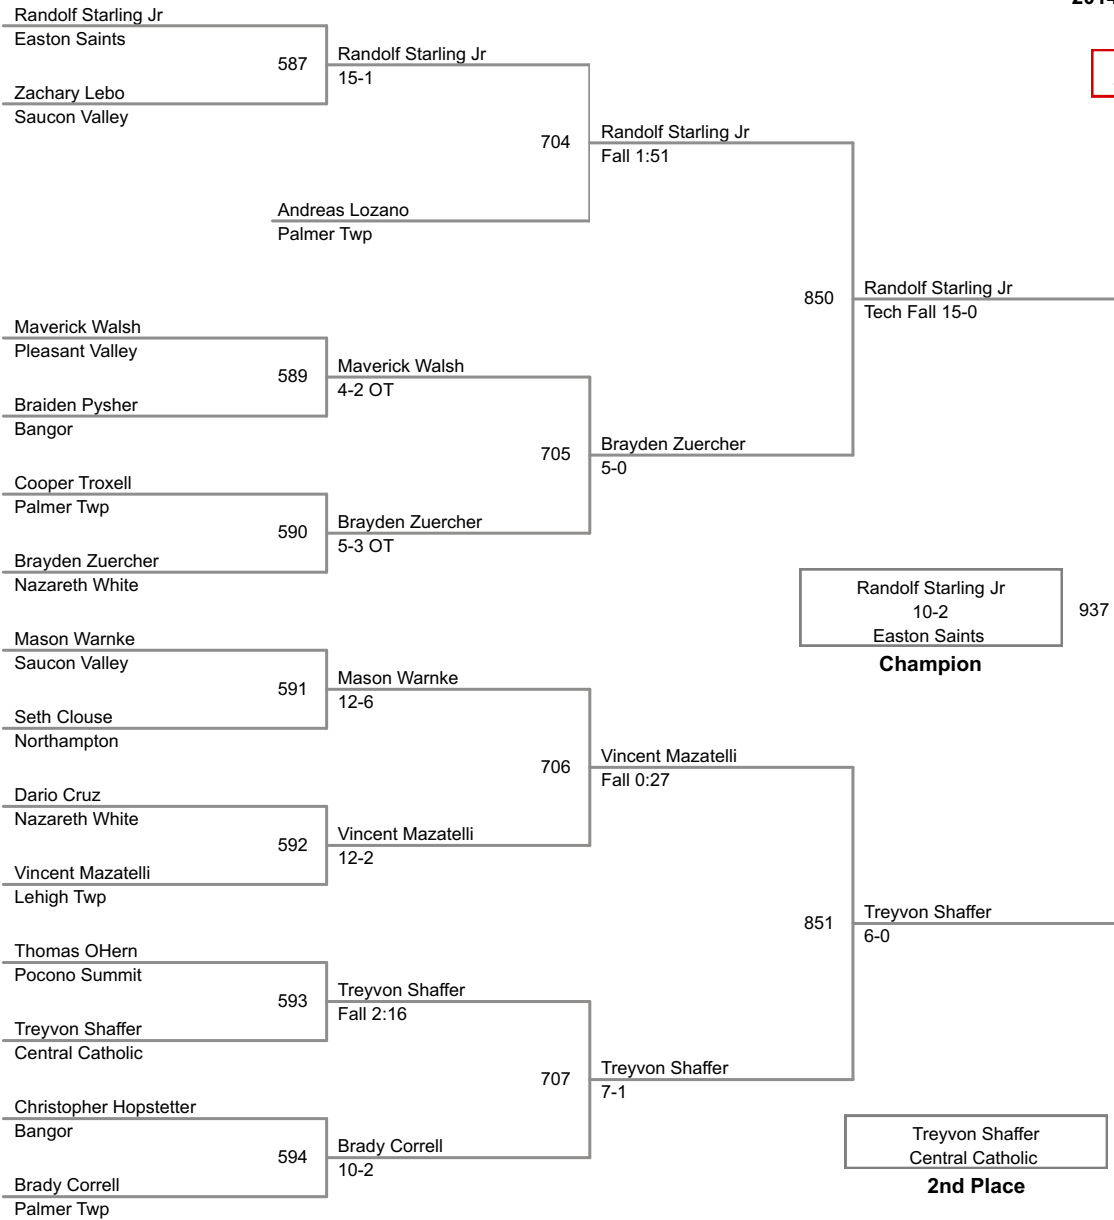 Randolf Starling Jr
Easton Saints
587
Randolf Starling Jr
15-1
Zachary Lebo
Saucon Valley
704
Randolf Starling Jr
Fall 1:51
Andreas Lozano
Palmer Twp
850
Randolf Starling Jr
Tech Fall 15-0
Maverick Walsh
Pleasant Valley
589
Maverick Walsh
4-2 OT
Braiden Pysher
Bangor
705
Brayden Zuercher
5-0
Cooper Troxell
Palmer Twp
590
Brayden Zuercher
5-3 OT
Brayden Zuercher
Nazareth White
Randolf Starling Jr
10-2
Easton Saints
937
Champion
Mason Warnke
Saucon Valley
591
Mason Warnke
12-6
Seth Clouse
Northampton
706
Vincent Mazatelli
Fall 0:27
Dario Cruz
Nazareth White
592
Vincent Mazatelli
12-2
Vincent Mazatelli
Lehigh Twp
851
Treyvon Shaffer
6-0
Thomas OHern
Pocono Summit
593
Treyvon Shaffer
Fall 2:16
Treyvon Shaffer
Central Catholic
707
Treyvon Shaffer
7-1
Christopher Hopstetter
Bangor
594
Brady Correll
10-2
Brady Correll
Palmer Twp
Treyvon Shaffer
Central Catholic
2nd Place